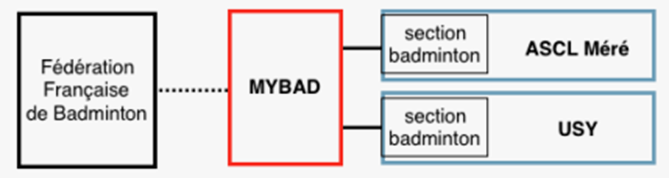 Fédération
Française
de Badminton
MYBAD
section
badminton
ASCL Méré
section
badminton
USY